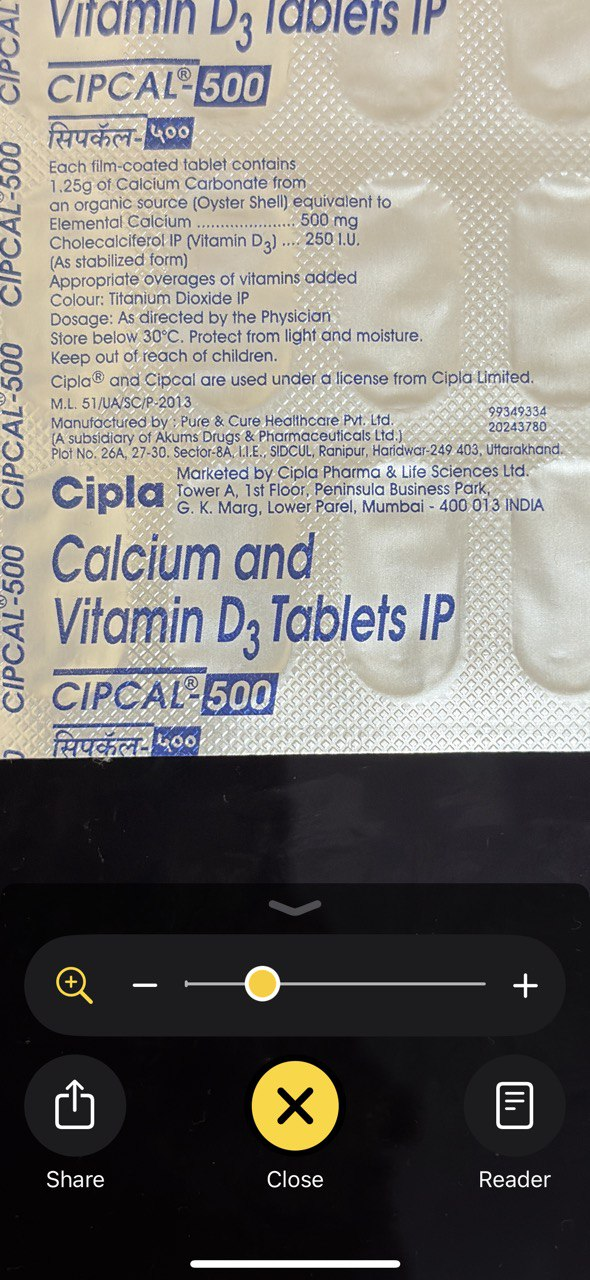 Vitamin D3 Tablets IP
CIPCAL®-500
सिपकॅल-५००
Each film-coated tablet contains
1.25g of Calcium Carbonate from
an organic source (Oyster Shell) equivalent to
Elemental Calcium ..................... 500 mg
Cholecalciferol IP (Vitamin D3) .... 250 I.U.
(As stabilized form)
Appropriate overages of vitamins added
Colour: Titanium Dioxide IP
Dosage: As directed by the Physician
Store below 30°C. Protect from light and moisture.
Keep out of reach of children.
Cipla® and Cipcal are used under a license from Cipla Limited.
M.L. 51/UA/SC/P-2013
99349334
Manufactured by : Pure & Cure Healthcare Pvt. Ltd.
20243780
(A subsidiary of Akums Drugs & Pharmaceuticals Ltd.)
Plot No. 26A, 27-30, Sector-8A, I.I.E., SIDCUL, Ranipur, Haridwar-249 403, Uttarakhand.
Cipla
Marketed by Cipla Pharma & Life Sciences Ltd.
Tower A, 1st Floor, Peninsula Business Park,
G. K. Marg, Lower Parel, Mumbai - 400 013 INDIA
Calcium and
Vitamin D3 Tablets IP
CIPCAL®-500
सिपकॅल-५००
CIPCAL
CIPCAL®-500
CIPCAL®-500
CIPCAL®-500
Share
Close
Reader